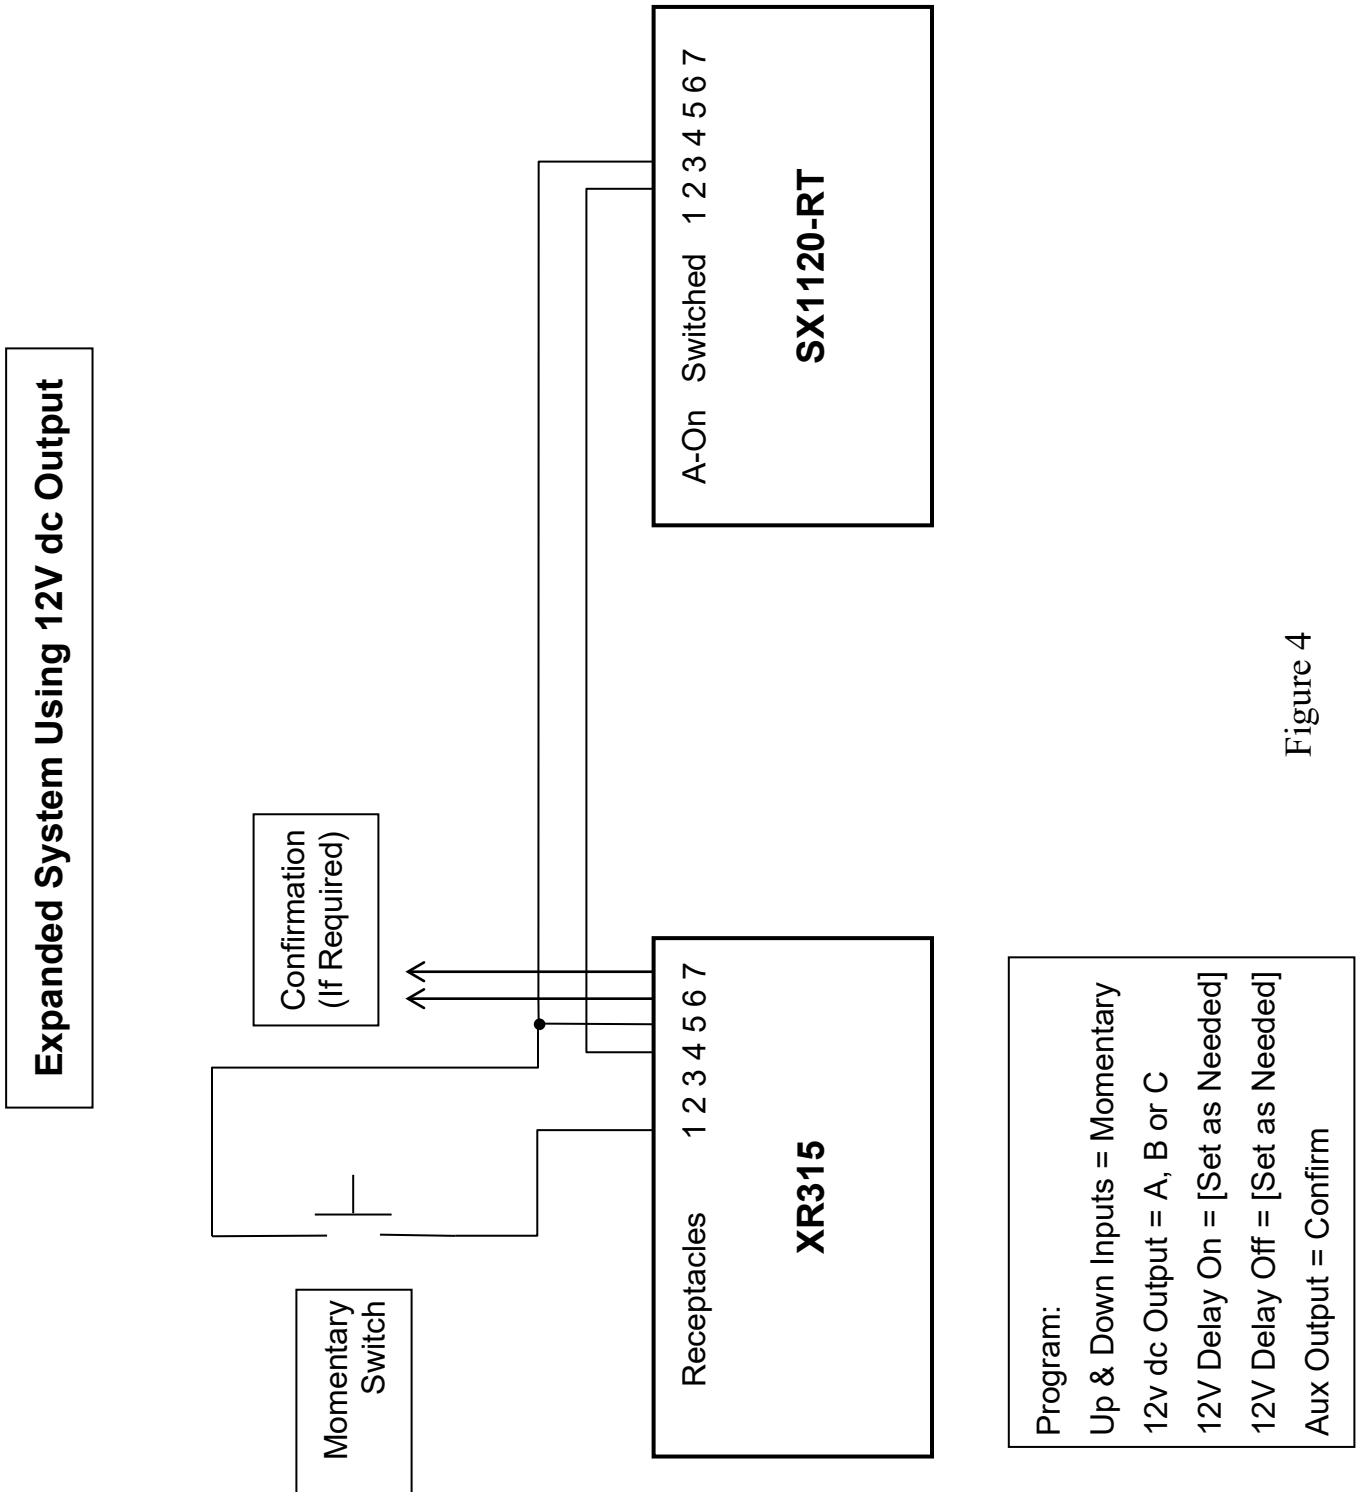 Expanded System Using 12V dc Output
Momentary
Switch
Confirmation
(If Required)
Receptacles 1 2 3 4 5 6 7
XR315
A-On Switched 1 2 3 4 5 6 7
SX1120-RT
Program:
Up & Down Inputs = Momentary
12v dc Output = A, B or C
12V Delay On = [Set as Needed]
12V Delay Off = [Set as Needed]
Aux Output = Confirm
Figure 4